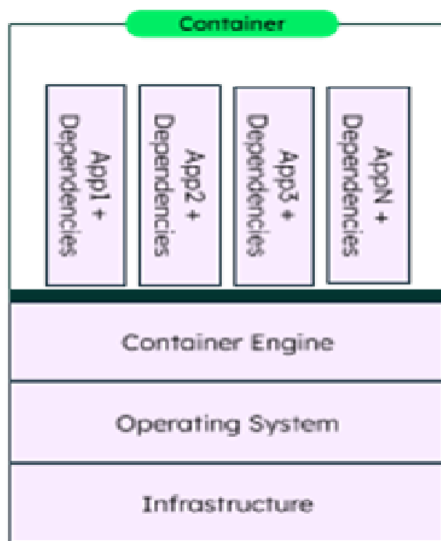 Container
App1 +
Dependencies
App2 +
Dependencies
App3 +
Dependencies
AppN +
Dependencies
Container Engine
Operating System
Infrastructure